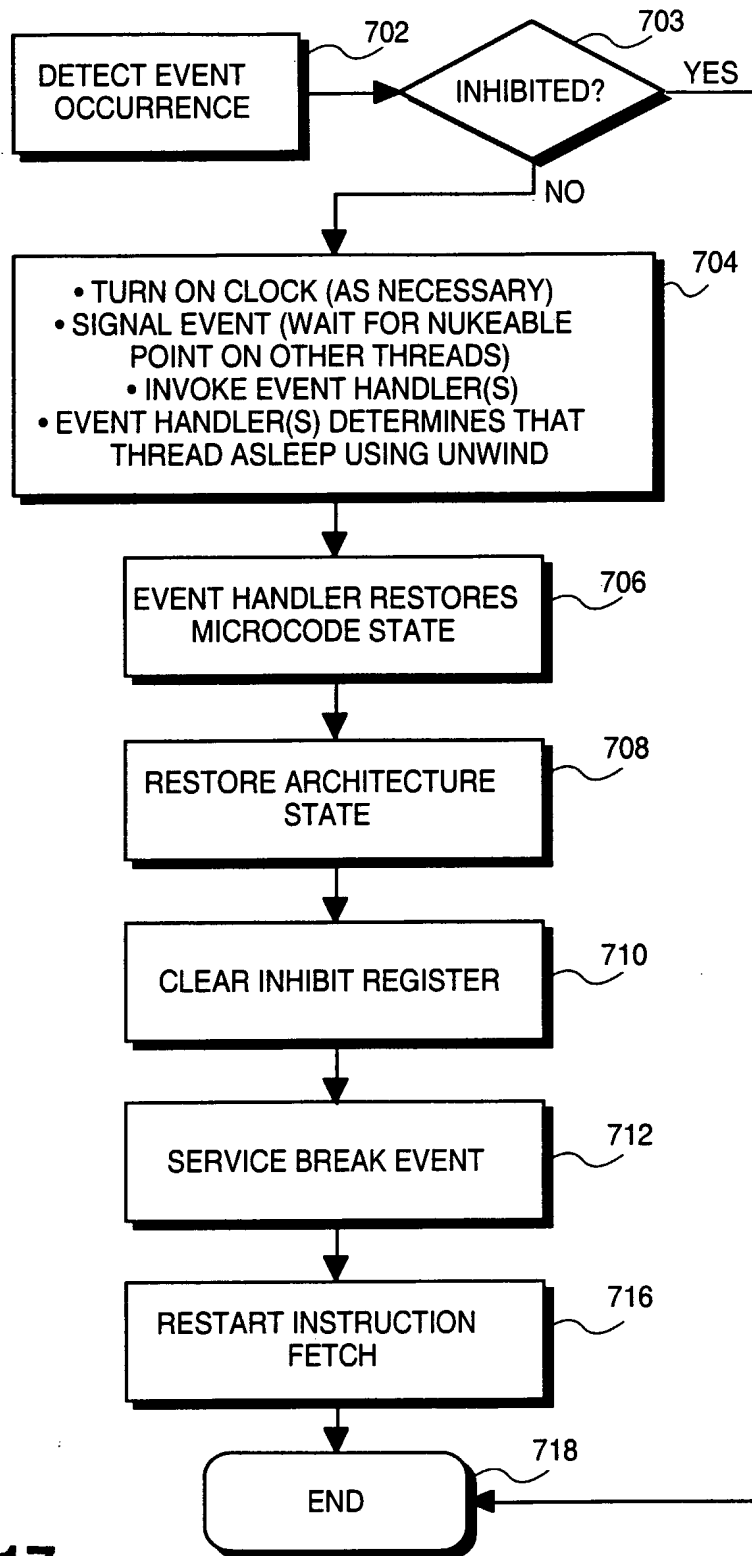 702
703
DETECT EVENT
OCCURRENCE
INHIBITED?
YES
NO
704
• TURN ON CLOCK (AS NECESSARY)
• SIGNAL EVENT (WAIT FOR NUKEABLE
POINT ON OTHER THREADS)
• INVOKE EVENT HANDLER(S)
• EVENT HANDLER(S) DETERMINES THAT
THREAD ASLEEP USING UNWIND
706
EVENT HANDLER RESTORES
MICROCODE STATE
708
RESTORE ARCHITECTURE
STATE
710
CLEAR INHIBIT REGISTER
712
SERVICE BREAK EVENT
716
RESTART INSTRUCTION
FETCH
718
END
17